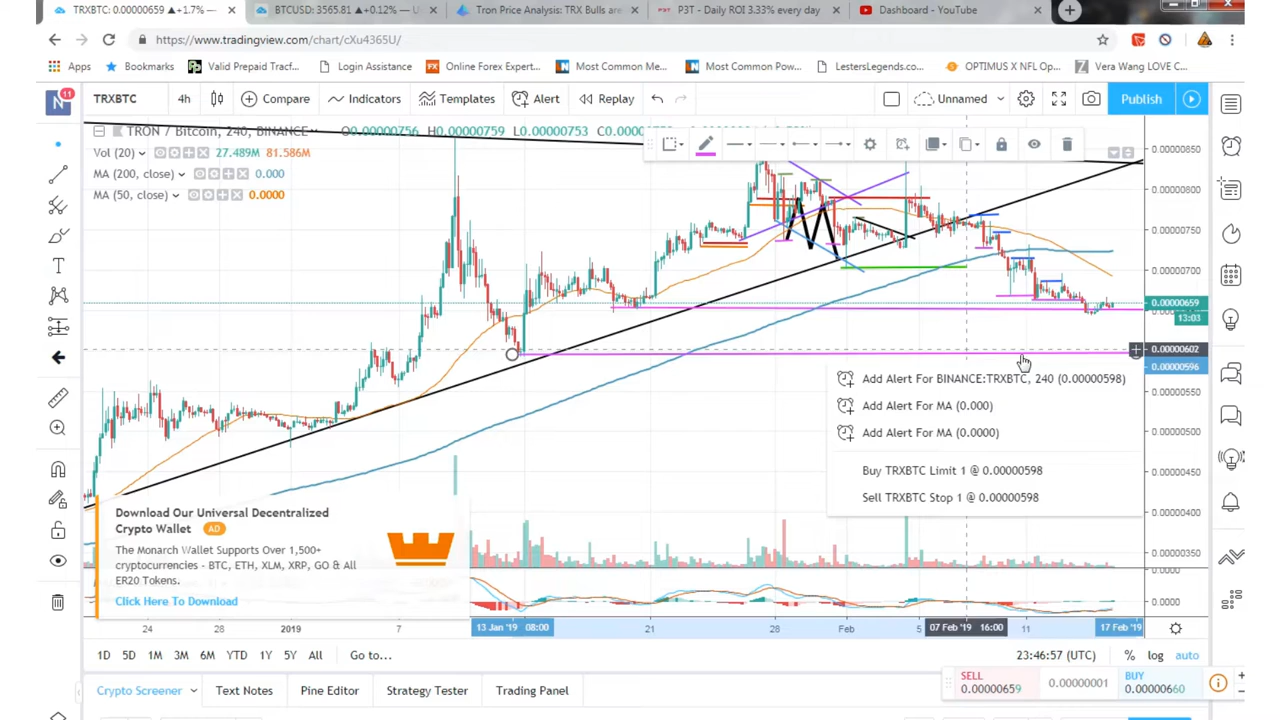 TRXBTC: 0.00000659 ▲+1.7% ×
BTCUSD: 3565.81 ▲+0.12% — U ×
Tron Price Analysis: TRX Bulls are ×
P3T - Daily ROI 3.33% every day ×
Dashboard - YouTube ×
https://www.tradingview.com/chart/cXu4365U/
Apps
Bookmarks
Valid Prepaid Tracf...
Login Assistance
Online Forex Expert...
Most Common Me...
Most Common Pow...
LestersLegends.co...
OPTIMUS X NFL Op...
Vera Wang LOVE C...
N 11
TRXBTC
4h
Compare
Indicators
Templates
Alert
Replay
Unnamed
Publish
TRON / Bitcoin, 240, BINANCE
O0.00000756 H0.00000759 L0.00000753
Vol (20) 27.489M 81.586M
MA (200, close) 0.000
MA (50, close) 0.0000
0.00000800
0.00000750
0.00000700
0.00000659
13:03
0.00000602
0.00000596
0.00000550
0.00000500
0.00000450
0.00000400
0.00000350
0.0000
0.0000
Add Alert For BINANCE:TRXBTC, 240 (0.00000598)
Add Alert For MA (0.000)
Add Alert For MA (0.0000)
Buy TRXBTC Limit 1 @ 0.00000598
Sell TRXBTC Stop 1 @ 0.00000598
Download Our Universal Decentralized
Crypto Wallet AD
The Monarch Wallet Supports Over 1,500+
cryptocurrencies - BTC, ETH, XLM, XRP, GO & All
ER20 Tokens.
Click Here To Download
24
28
2019
7
13 Jan '19 08:00
21
28
Feb
5
07 Feb '19 16:00
11
17 Feb '19
1D 5D 1M 3M 6M YTD 1Y 5Y All Go to...
23:46:57 (UTC) % log auto
SELL
0.00000659
0.00000001
BUY
0.00000660
Crypto Screener
Text Notes
Pine Editor
Strategy Tester
Trading Panel